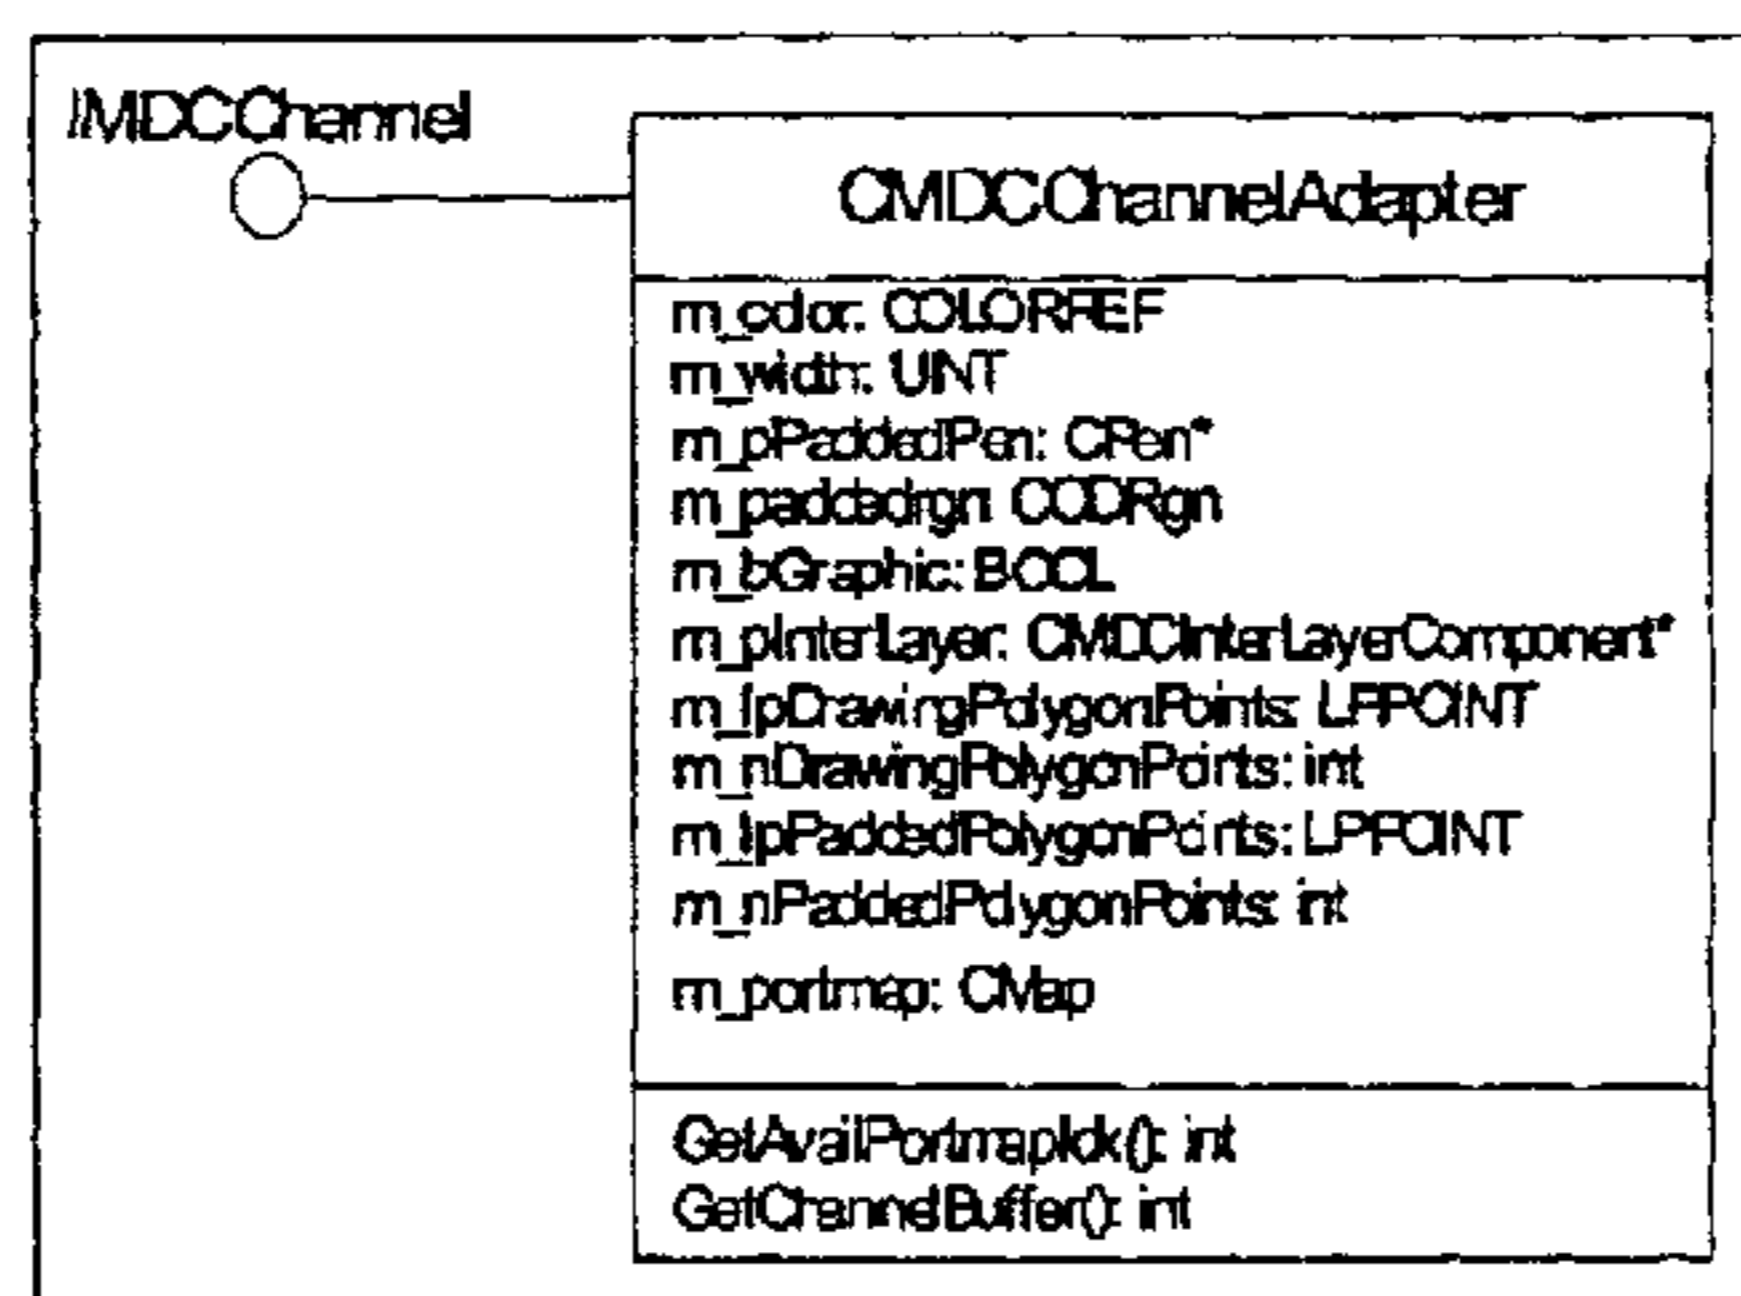 IMDCChannel
CMDCChannelAdapter
m_color: COLORREF
m_width: UINT
m_pPaddedPen: CPen*
m_paddedrgn: CODRgn
m_bGraphic: BOOL
m_pInterLayer: CMDCInterLayerComponent*
m_lpDrawingPolygonPoints: LPPOINT
m_nDrawingPolygonPoints: int
m_lpPaddedPolygonPoints: LPPOINT
m_nPaddedPolygonPoints: int
m_portmap: CMap
GetAvailPortmapIdx(): int
GetChannelBuffer(): int